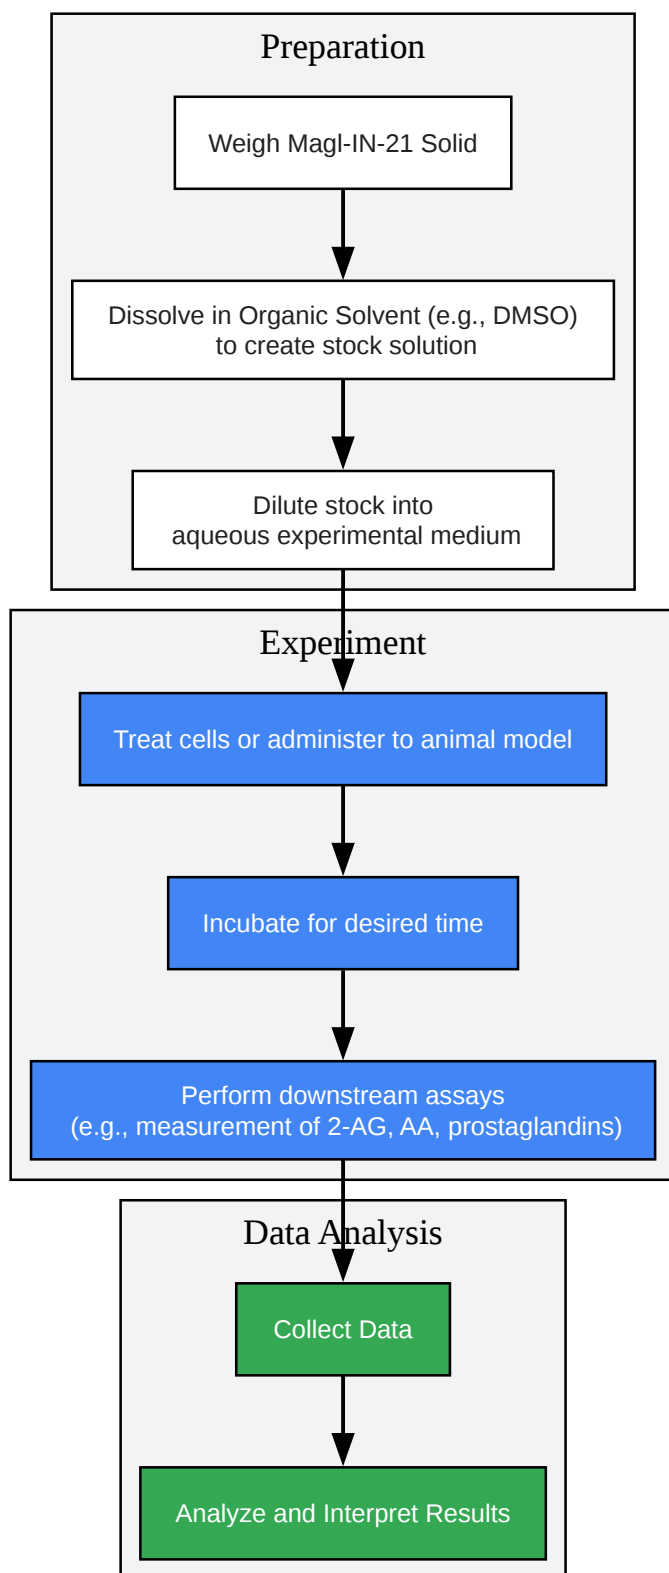 Preparation
Weigh Magl-IN-21 Solid
Dissolve in Organic Solvent (e.g., DMSO)
to create stock solution
Dilute stock into
aqueous experimental medium
Experiment
Treat cells or administer to animal model
Incubate for desired time
Perform downstream assays
(e.g., measurement of 2-AG, AA, prostaglandins)
Data Analysis
Collect Data
Analyze and Interpret Results